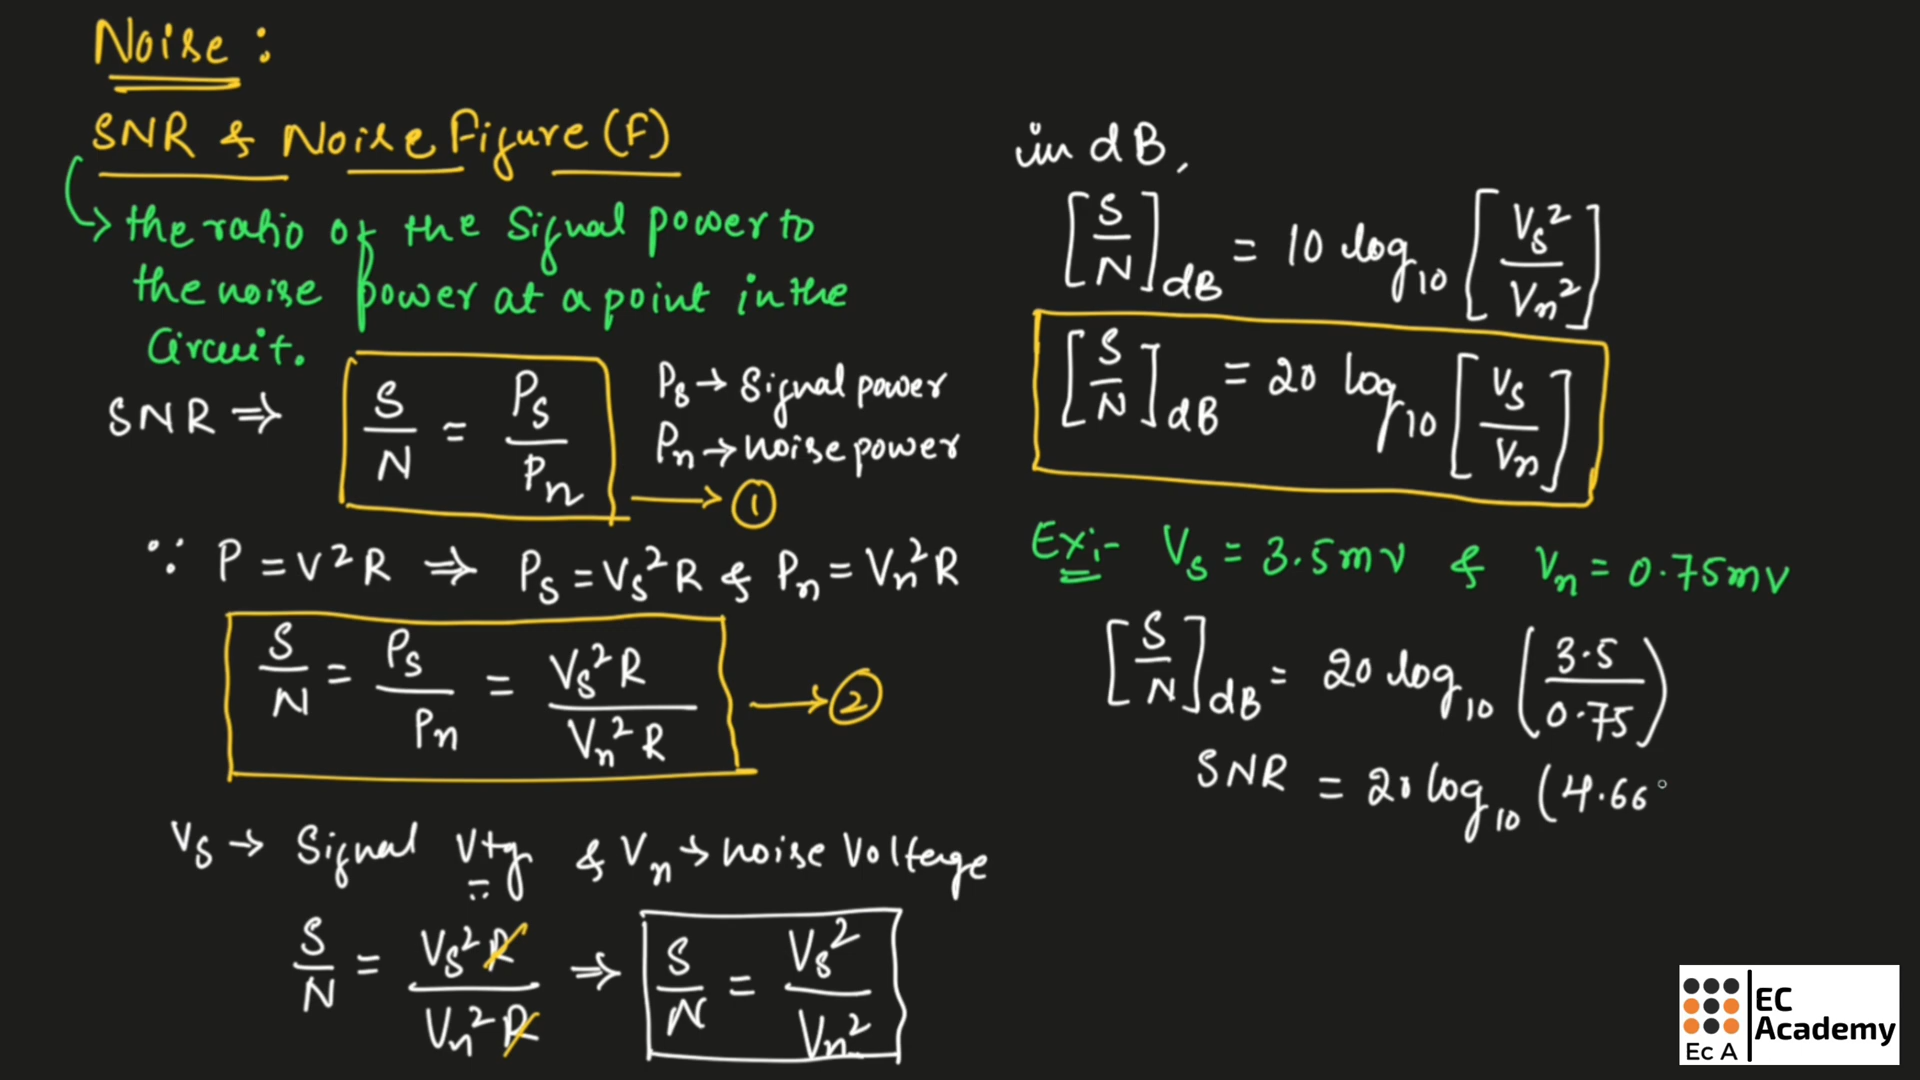 Noise :
SNR & Noise Figure (F)
→ the ratio of the Signal power to
the noise power at a point in the
Circuit.
SNR ⇒ S/N = Ps/Pn → ①
Ps → Signal power
Pn → noise power
∵ P = V²R ⇒ Ps = Vs²R & Pn = Vn²R
S/N = Ps/Pn = Vs²R/Vn²R → ②
Vs → Signal Vtg & Vn → noise Voltage
S/N = Vs²R/Vn²R ⇒ S/N = Vs²/Vn²
in dB,
[S/N]dB = 10 log10 [Vs²/Vn²]
[S/N]dB = 20 log10 [Vs/Vn]
Ex:- Vs = 3.5mv & Vn = 0.75mv
[S/N]dB = 20 log10 (3.5/0.75)
SNR = 20 log10 (4.66
EC
Academy
Ec A